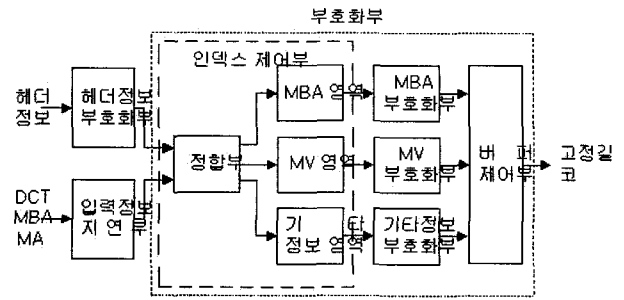 부호화부
인덱스 제어부
헤더
정보
헤더정보
부호화부
정합부
MBA 영역
MBA
부호화부
MV 영역
MV
부호화부
버 퍼
제어부
고정길
코
DCT
MBA
MA
입력정보
지 연 부
기 타
정보 영역
기타정보
부호화부